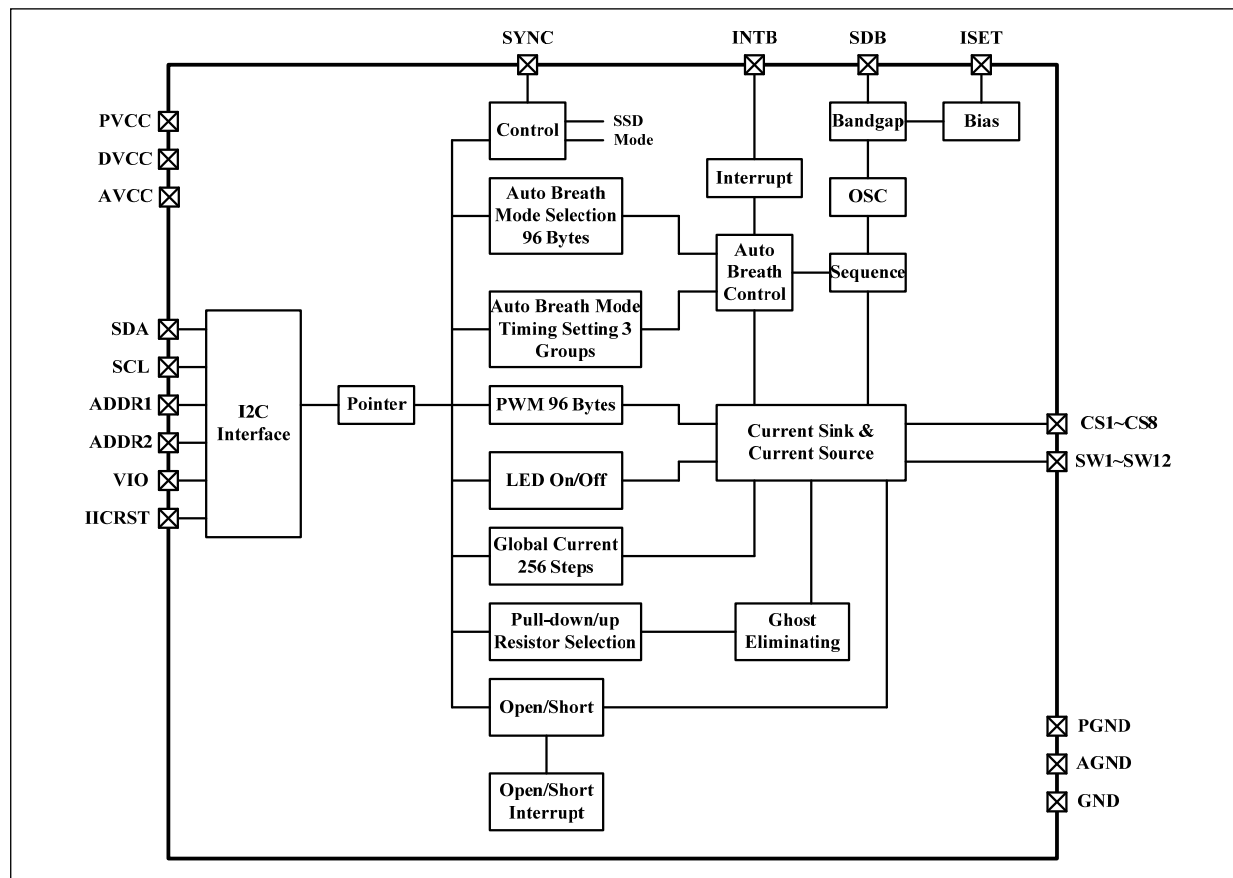 SYNC
INTB
SDB
ISET
PVCC
DVCC
AVCC
Control
SSD
Mode
Bandgap
Bias
Interrupt
OSC
Auto Breath
Mode Selection
96 Bytes
Auto
Breath
Control
Sequence
Auto Breath Mode
Timing Setting 3
Groups
SDA
SCL
ADDR1
ADDR2
VIO
IICRST
I2C
Interface
Pointer
PWM 96 Bytes
Current Sink &
Current Source
CS1~CS8
SW1~SW12
LED On/Off
Global Current
256 Steps
Pull-down/up
Resistor Selection
Ghost
Eliminating
Open/Short
Open/Short
Interrupt
PGND
AGND
GND